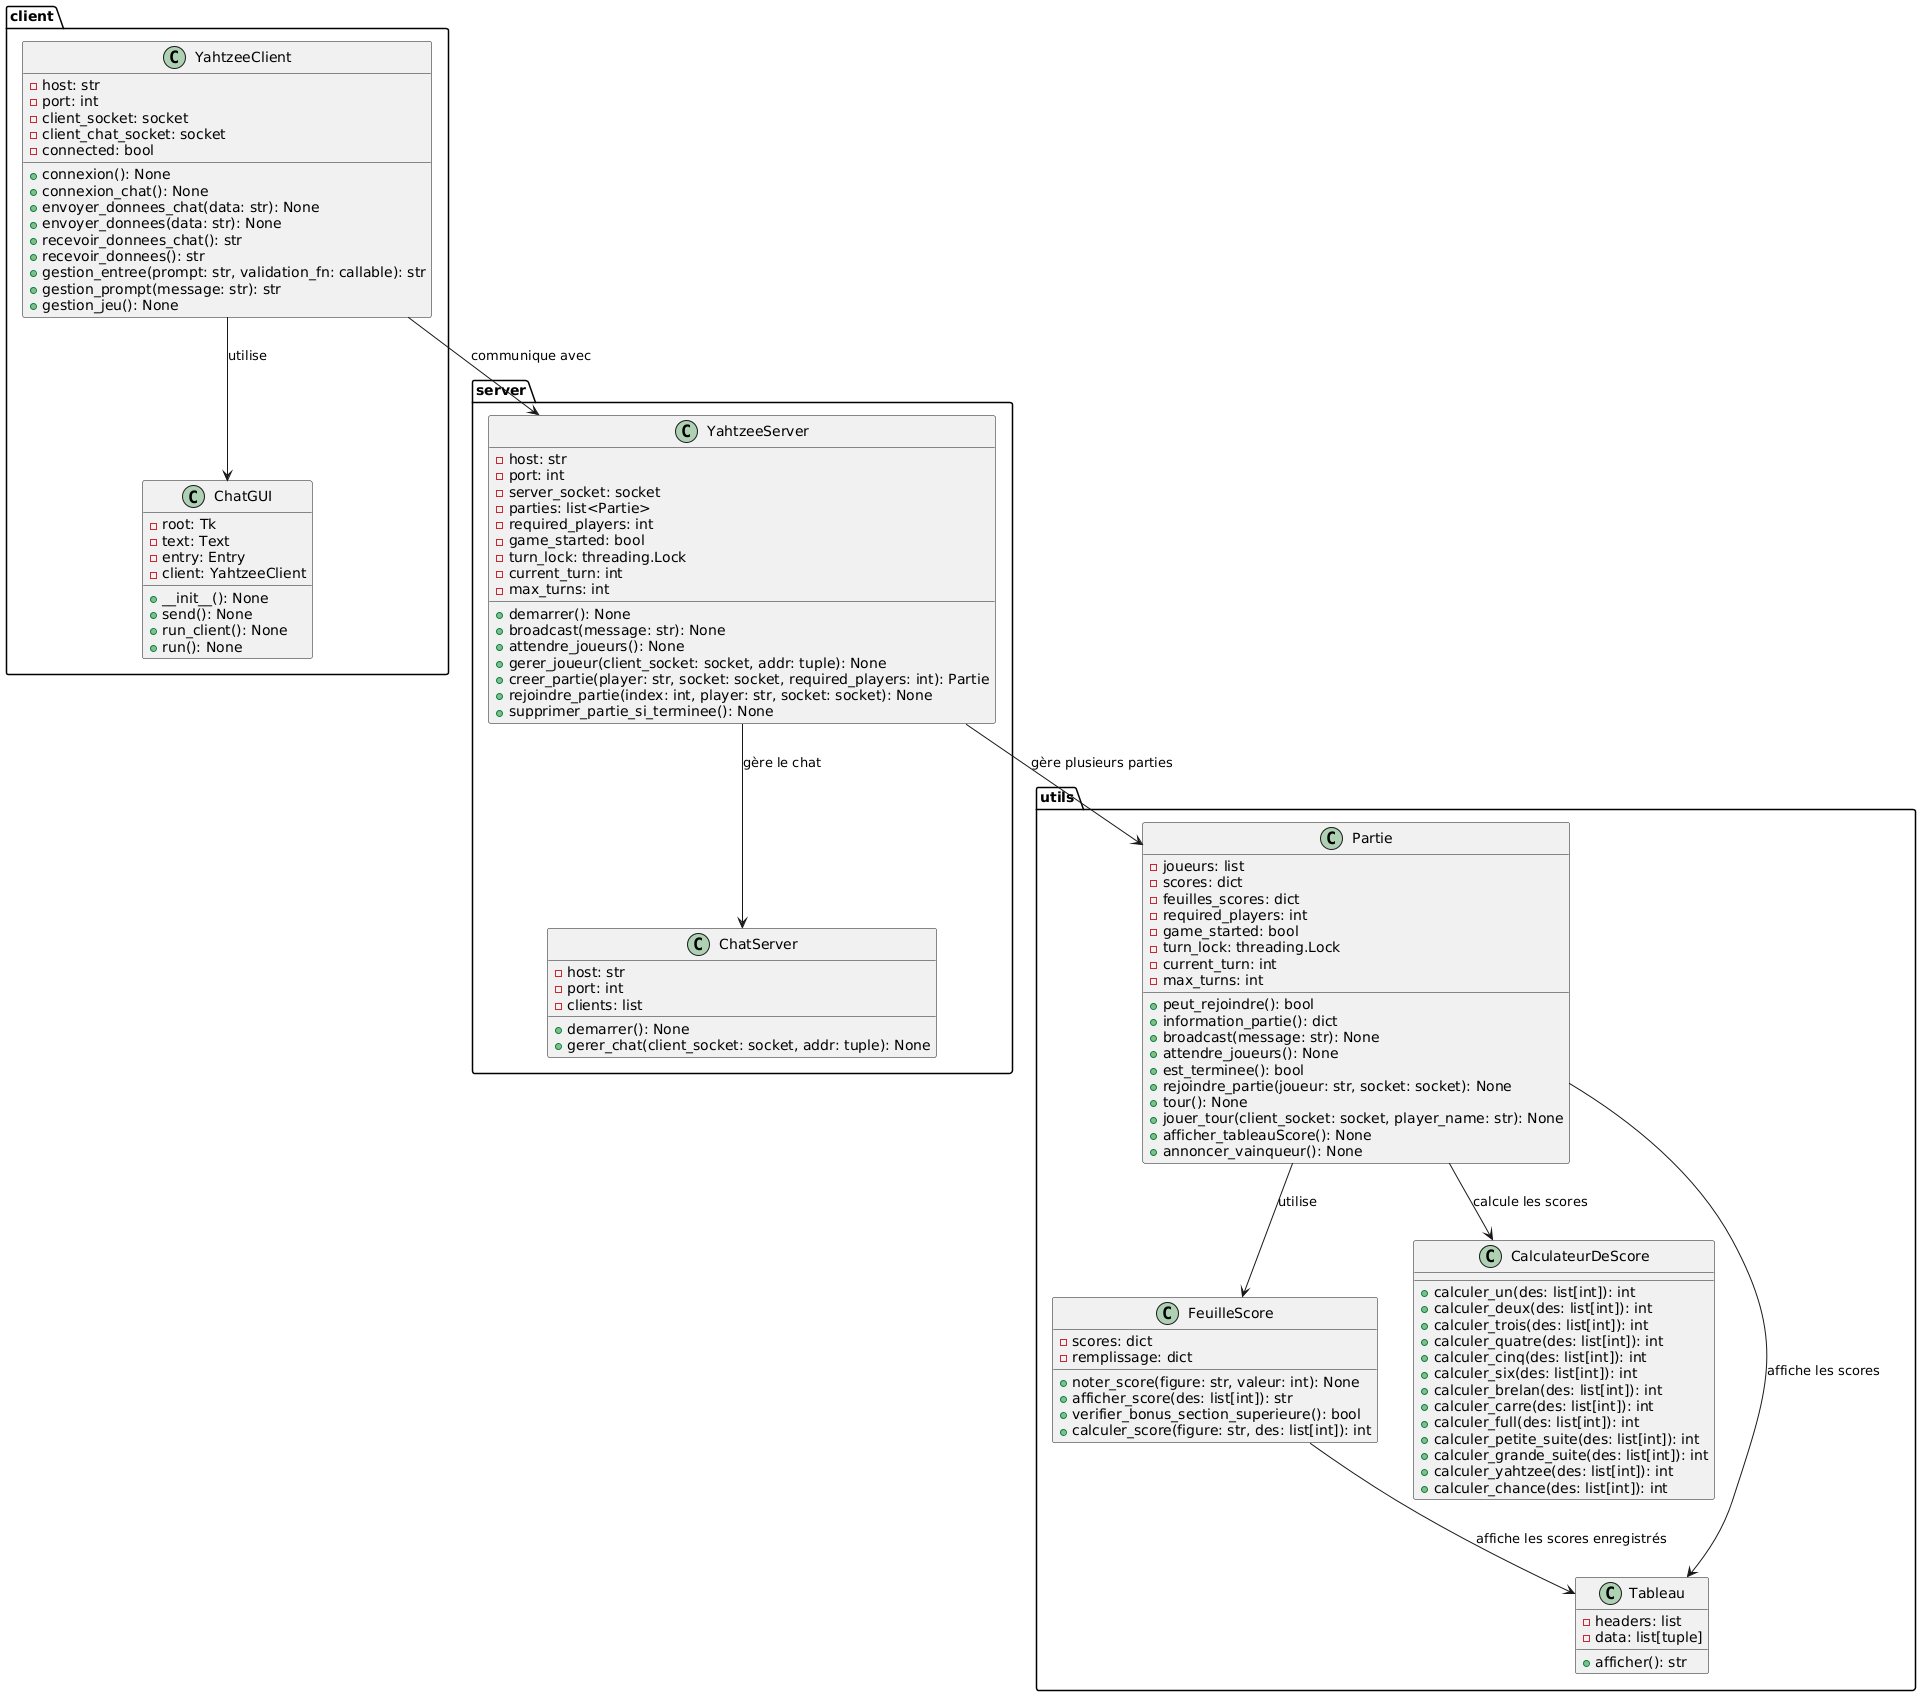 client
C YahtzeeClient
host: str
port: int
client_socket: socket
client_chat_socket: socket
connected: bool
connexion(): None
connexion_chat(): None
envoyer_donnees_chat(data: str): None
envoyer_donnees(data: str): None
recevoir_donnees_chat(): str
recevoir_donnees(): str
gestion_entree(prompt: str, validation_fn: callable): str
gestion_prompt(message: str): str
gestion_jeu(): None
utilise
communique avec
C ChatGUI
root: Tk
text: Text
entry: Entry
client: YahtzeeClient
__init__(): None
send(): None
run_client(): None
run(): None
server
C YahtzeeServer
host: str
port: int
server_socket: socket
parties: list<Partie>
required_players: int
game_started: bool
turn_lock: threading.Lock
current_turn: int
max_turns: int
demarrer(): None
broadcast(message: str): None
attendre_joueurs(): None
gerer_joueur(client_socket: socket, addr: tuple): None
creer_partie(player: str, socket: socket, required_players: int): Partie
rejoindre_partie(index: int, player: str, socket: socket): None
supprimer_partie_si_terminee(): None
gère le chat
gère plusieurs parties
C ChatServer
host: str
port: int
clients: list
demarrer(): None
gerer_chat(client_socket: socket, addr: tuple): None
utils
C Partie
joueurs: list
scores: dict
feuilles_scores: dict
required_players: int
game_started: bool
turn_lock: threading.Lock
current_turn: int
max_turns: int
peut_rejoindre(): bool
information_partie(): dict
broadcast(message: str): None
attendre_joueurs(): None
est_terminee(): bool
rejoindre_partie(joueur: str, socket: socket): None
tour(): None
jouer_tour(client_socket: socket, player_name: str): None
afficher_tableauScore(): None
annoncer_vainqueur(): None
utilise
calcule les scores
affiche les scores
C FeuilleScore
scores: dict
remplissage: dict
noter_score(figure: str, valeur: int): None
afficher_score(des: list[int]): str
verifier_bonus_section_superieure(): bool
calculer_score(figure: str, des: list[int]): int
C CalculateurDeScore
calculer_un(des: list[int]): int
calculer_deux(des: list[int]): int
calculer_trois(des: list[int]): int
calculer_quatre(des: list[int]): int
calculer_cinq(des: list[int]): int
calculer_six(des: list[int]): int
calculer_brelan(des: list[int]): int
calculer_carre(des: list[int]): int
calculer_full(des: list[int]): int
calculer_petite_suite(des: list[int]): int
calculer_grande_suite(des: list[int]): int
calculer_yahtzee(des: list[int]): int
calculer_chance(des: list[int]): int
affiche les scores enregistrés
C Tableau
headers: list
data: list[tuple]
afficher(): str